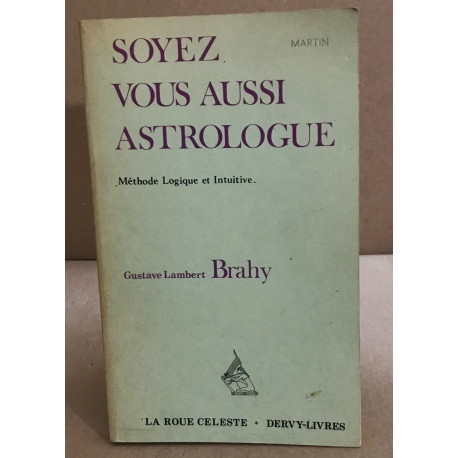 SOYEZ
MARTIN
VOUS AUSSI
ASTROLOGUE
Méthode Logique et Intuitive.
Gustave Lambert Brahy
LA ROUE CELESTE • DERVY-LIVRES